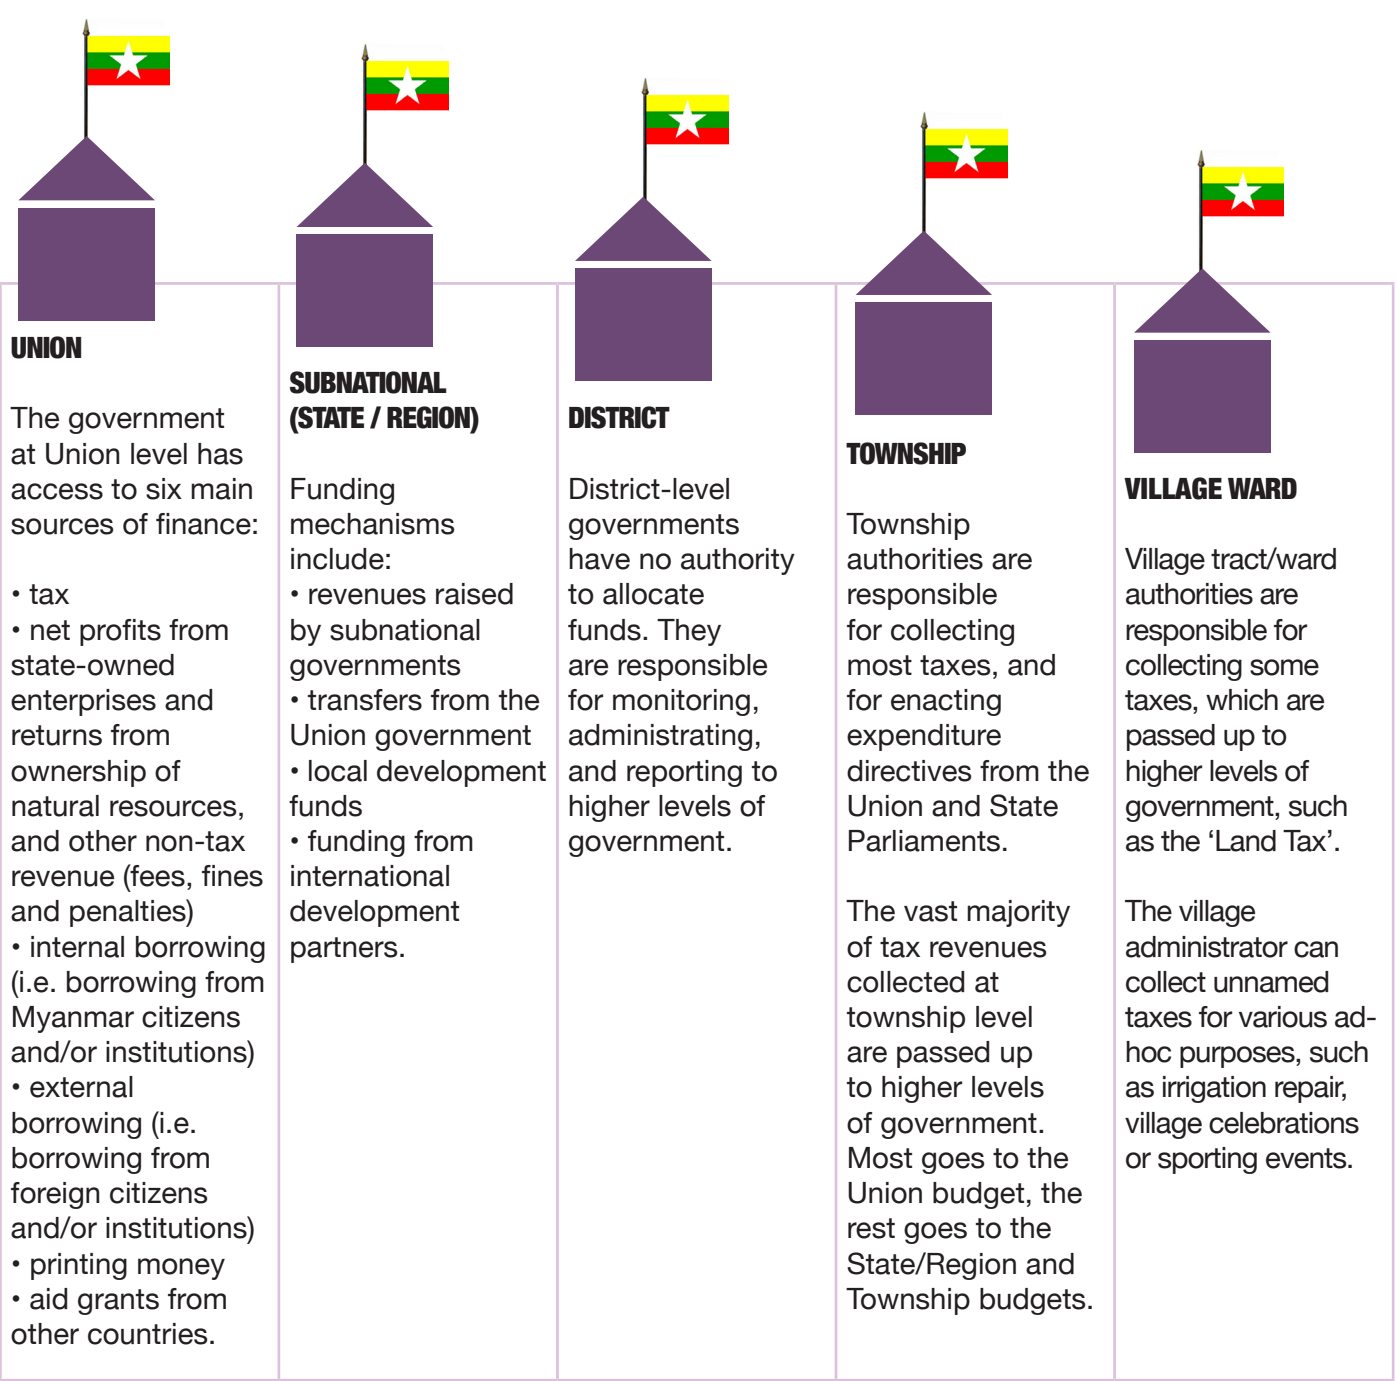 UNION
The government
at Union level has
access to six main
sources of finance:
• tax
• net profits from
state-owned
enterprises and
returns from
ownership of
natural resources,
and other non-tax
revenue (fees, fines
and penalties)
• internal borrowing
(i.e. borrowing from
Myanmar citizens
and/or institutions)
• external
borrowing (i.e.
borrowing from
foreign citizens
and/or institutions)
• printing money
• aid grants from
other countries.
SUBNATIONAL
(STATE / REGION)
Funding
mechanisms
include:
• revenues raised
by subnational
governments
• transfers from the
Union government
• local development
funds
• funding from
international
development
partners.
DISTRICT
District-level
governments
have no authority
to allocate
funds. They
are responsible
for monitoring,
administrating,
and reporting to
higher levels of
government.
TOWNSHIP
Township
authorities are
responsible
for collecting
most taxes, and
for enacting
expenditure
directives from the
Union and State
Parliaments.
The vast majority
of tax revenues
collected at
township level
are passed up
to higher levels
of government.
Most goes to the
Union budget, the
rest goes to the
State/Region and
Township budgets.
VILLAGE WARD
Village tract/ward
authorities are
responsible for
collecting some
taxes, which are
passed up to
higher levels of
government, such
as the ‘Land Tax’.
The village
administrator can
collect unnamed
taxes for various ad-
hoc purposes, such
as irrigation repair,
village celebrations
or sporting events.